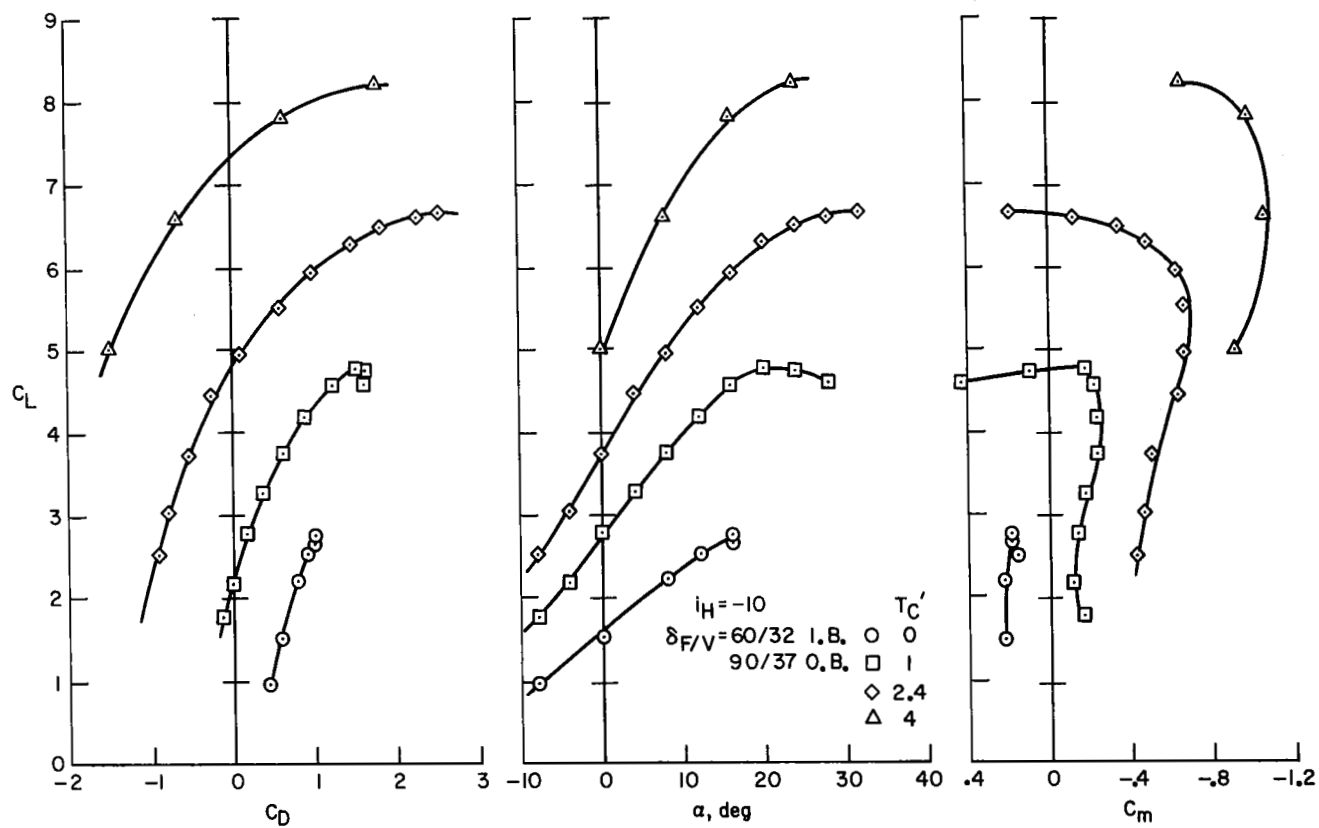 9
8
7
6
5
4
3
2
1
0
C_L
-2 -1 0 1 2 3
C_D
-10 0 10 20 30 40
α, deg
.4 0 -.4 -.8 -1.2
C_m
i_H = -10 T_C'
δ_F/V = 60/32 I.B. ○ 0
90/37 O.B. □ 1
◇ 2.4
△ 4